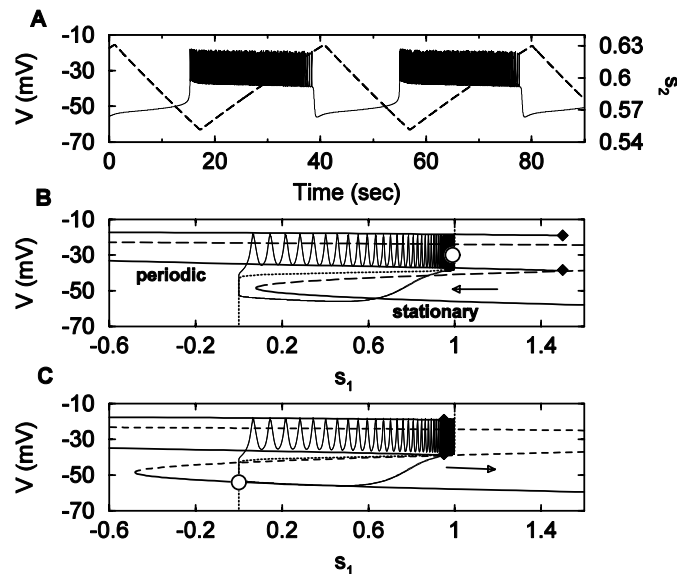 A
-10
-30
-50
-70
V (mV)
0.63
0.6
0.57
0.54
s2
0 20 40 60 80
Time (sec)
B
-10
-30
-50
-70
V (mV)
periodic
stationary
-0.6 -0.2 0.2 0.6 1 1.4
s1
C
-10
-30
-50
-70
V (mV)
-0.6 -0.2 0.2 0.6 1 1.4
s1